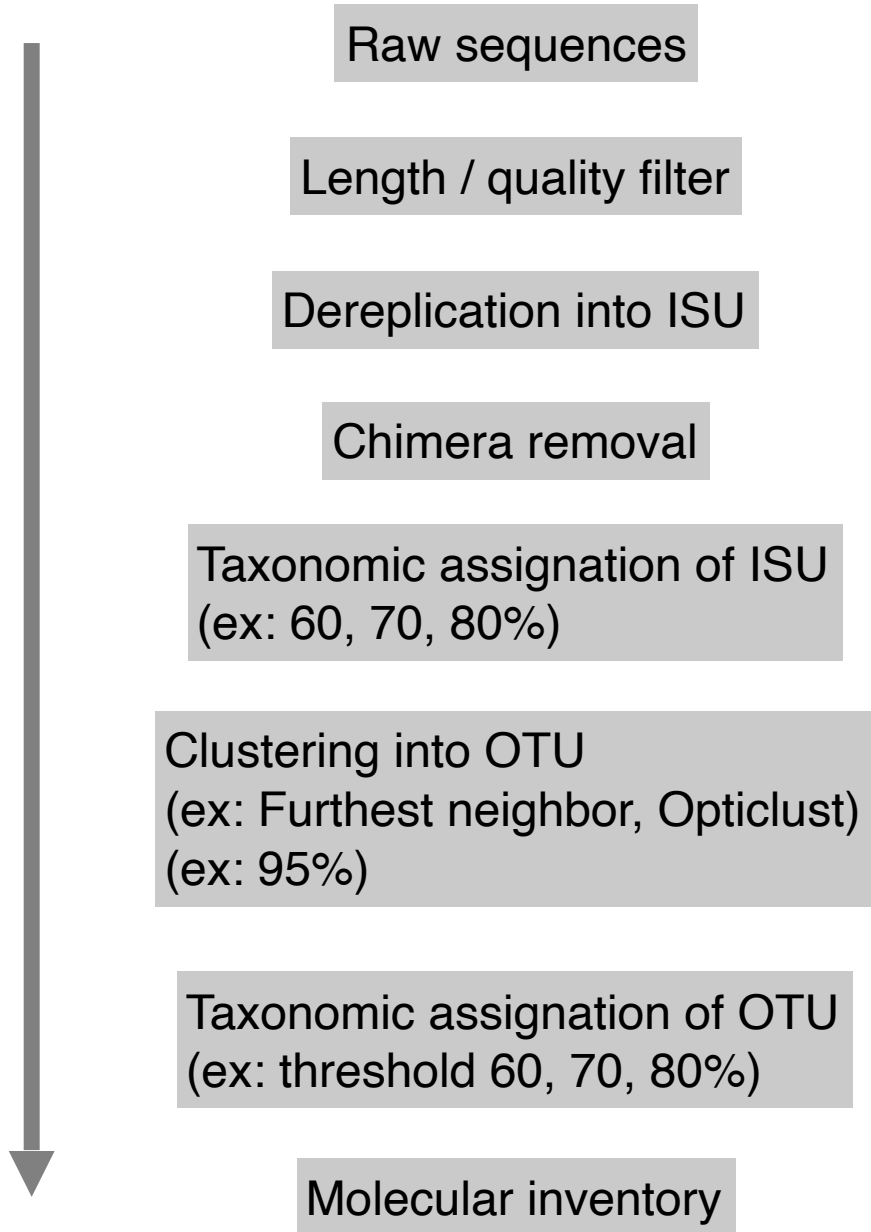 Raw sequences
Length / quality filter
Dereplication into ISU
Chimera removal
Taxonomic assignation of ISU
(ex: 60, 70, 80%)
Clustering into OTU
(ex: Furthest neighbor, Opticlust)
(ex: 95%)
Taxonomic assignation of OTU
(ex: threshold 60, 70, 80%)
Molecular inventory